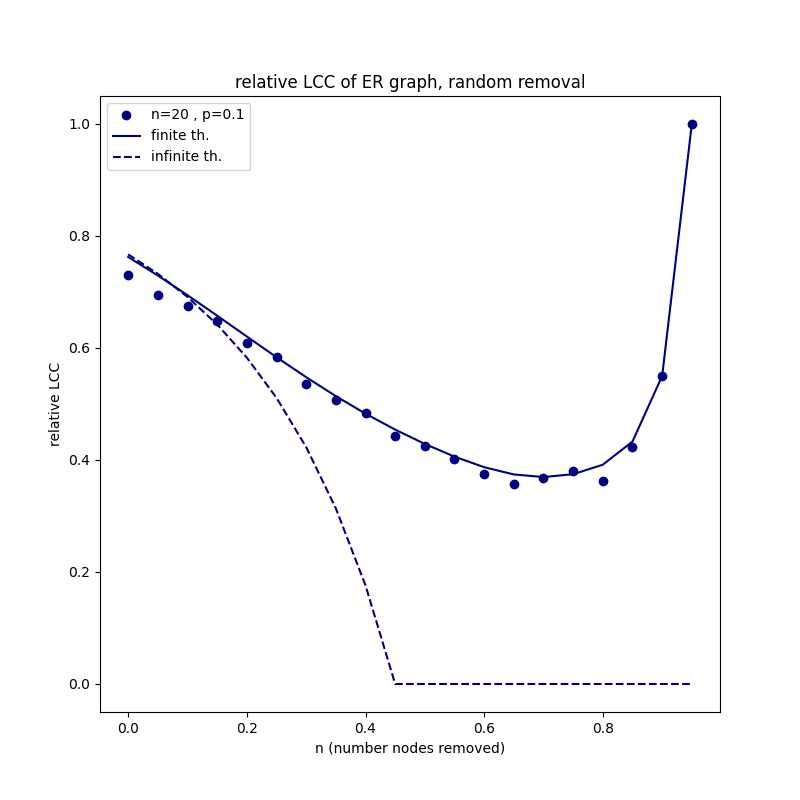 relative LCC of ER graph, random removal
n=20 , p=0.1
finite th.
infinite th.
1.0
0.8
0.6
0.4
0.2
0.0
relative LCC
0.0 0.2 0.4 0.6 0.8
n (number nodes removed)